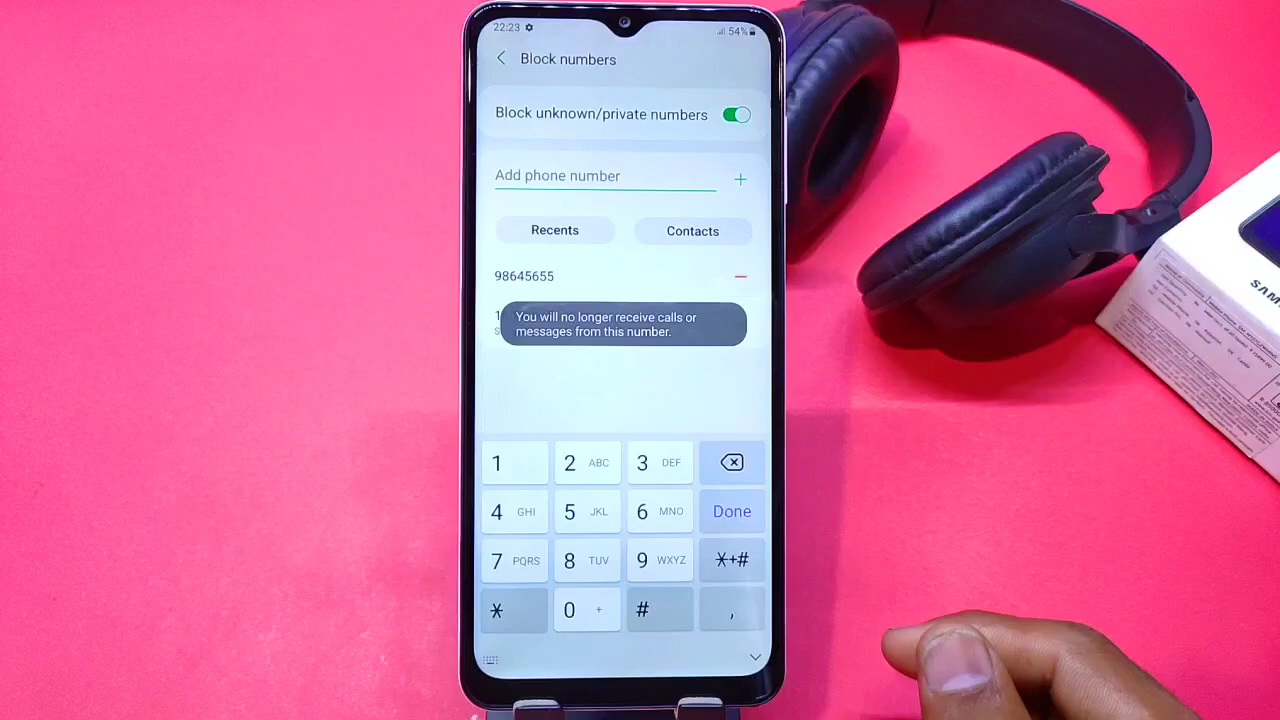 22:23
54%
Block numbers
Block unknown/private numbers
Add phone number
+
Recents
Contacts
98645655
1
S
You will no longer receive calls or
messages from this number.
1
2 ABC
3 DEF
4 GHI
5 JKL
6 MNO
Done
7 PQRS
8 TUV
9 WXYZ
*+#
*
0 +
#
,
SAM